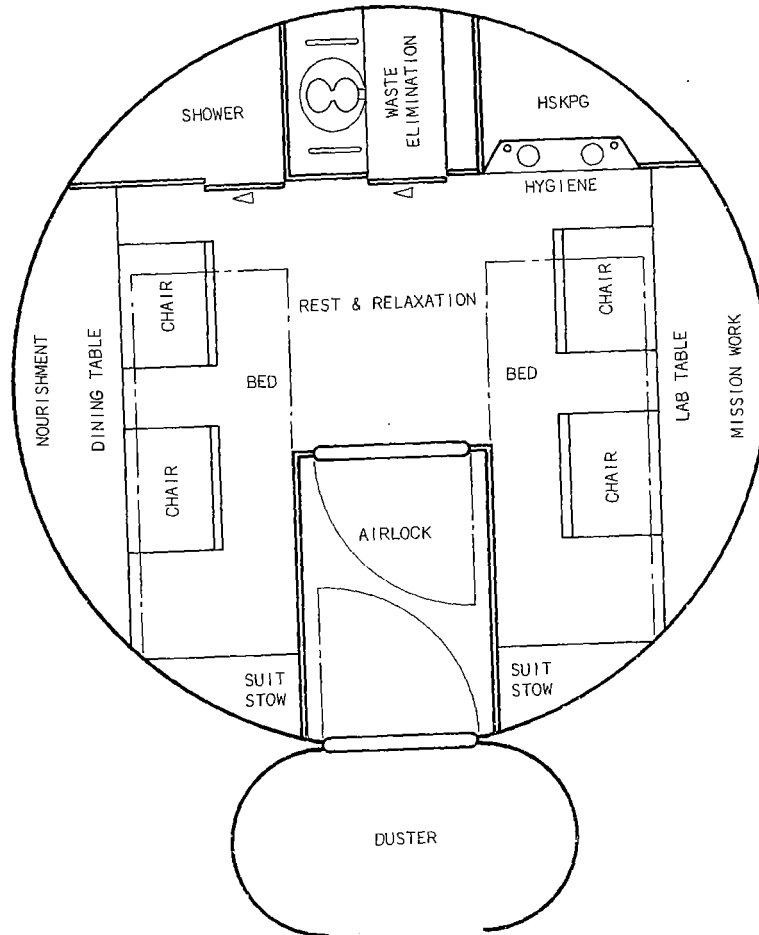 SHOWER
WASTE
ELIMINATION
HSKPG
HYGIENE
CHAIR
CHAIR
REST & RELAXATION
NOURISHMENT
DINING TABLE
BED
BED
LAB TABLE
MISSION WORK
CHAIR
CHAIR
AIRLOCK
SUIT
STOW
SUIT
STOW
DUSTER